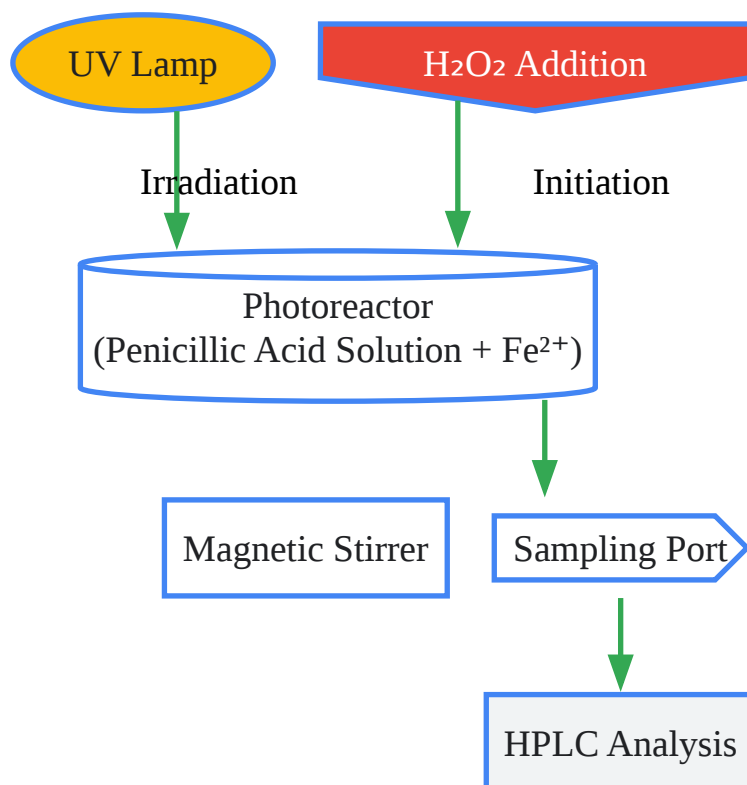 UV Lamp
H₂O₂ Addition
Irradiation
Initiation
Photoreactor
(Penicillic Acid Solution + Fe²⁺)
Magnetic Stirrer
Sampling Port
HPLC Analysis